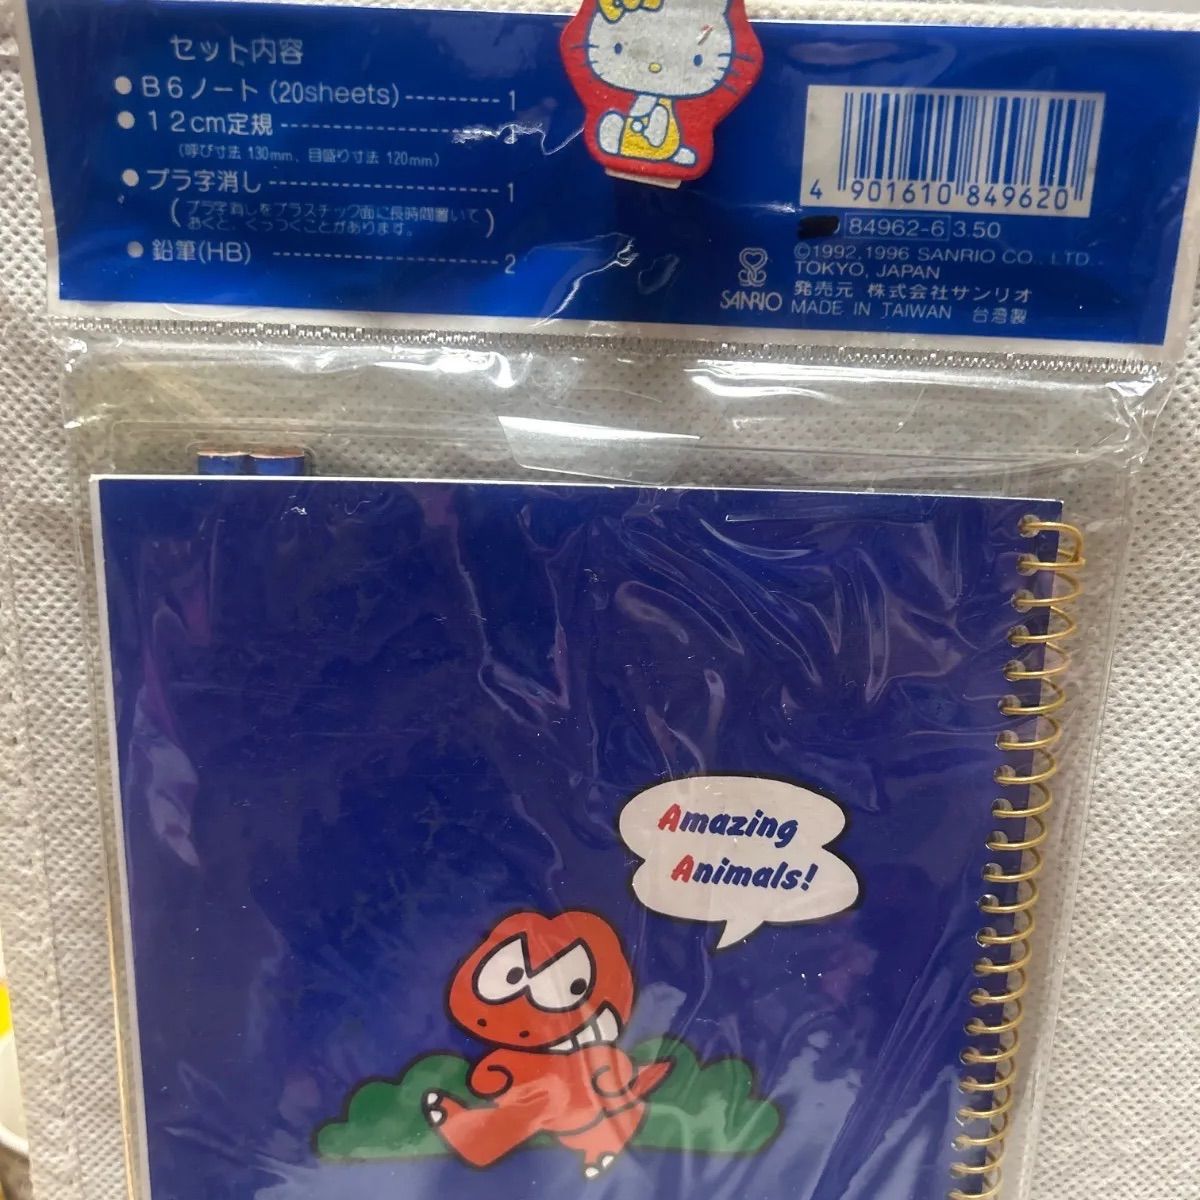 セット内容
●B6ノート(20sheets)---------1
●12cm定規----------------------1
(呼び寸法 130mm、目盛り寸法 120mm)
●プラ字消し----------------------1
(プラ字消しをプラスチック面に長時間置いて
おくと、くっつくことがあります。)
●鉛筆(HB)----------------------2
4 901610 849620
84962-6 3.50
©1992,1996 SANRIO CO., LTD.
TOKYO, JAPAN
発売元 株式会社サンリオ
SANRIO MADE IN TAIWAN 台湾製
Amazing
Animals!